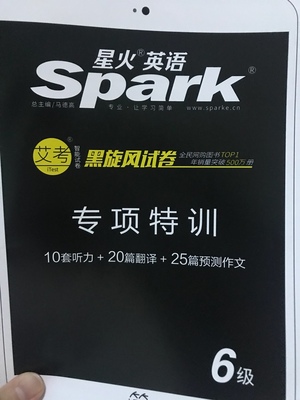 星火®英语
Spark®
总主编/马德高
专业·让学习简单
www.sparke.cn
艾考®
iTest
智能试卷
黑旋风试卷
全民网购图书TOP1
年销量突破500万册
专项特训
10套听力 + 20篇翻译 + 25篇预测作文
6级